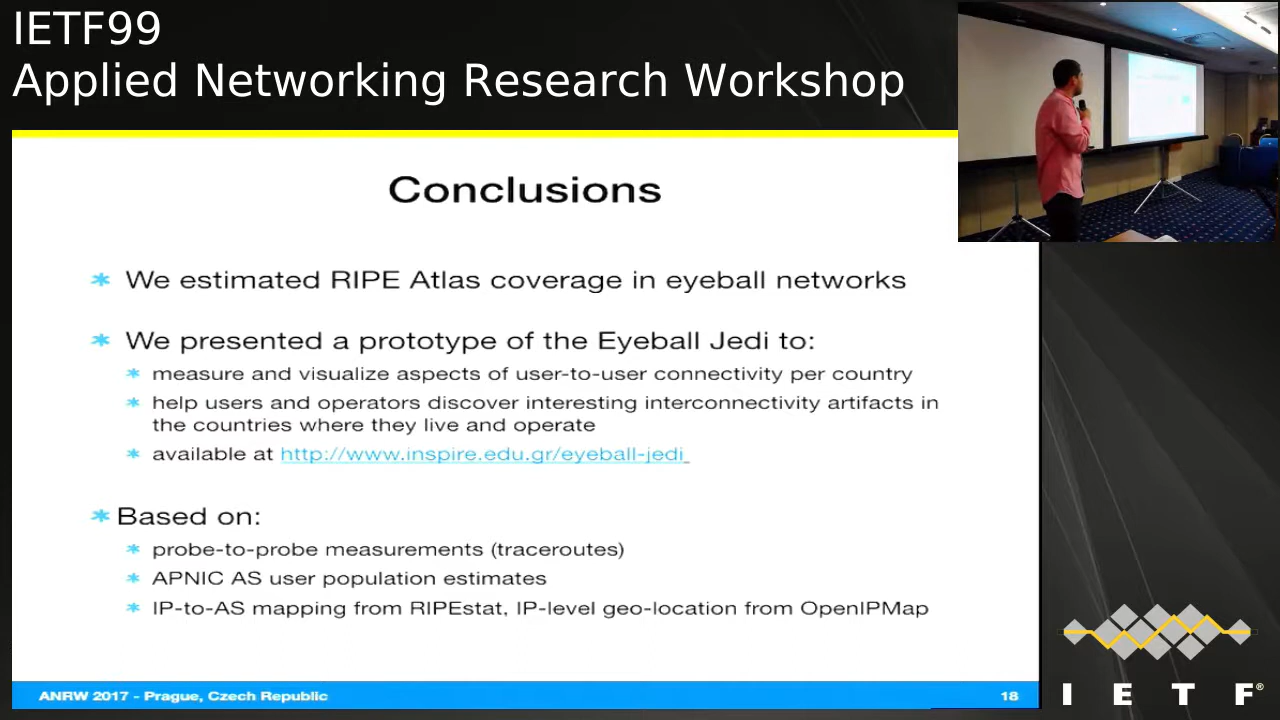 IETF99
Applied Networking Research Workshop
Conclusions
We estimated RIPE Atlas coverage in eyeball networks
We presented a prototype of the Eyeball Jedi to:
measure and visualize aspects of user-to-user connectivity per country
help users and operators discover interesting interconnectivity artifacts in
the countries where they live and operate
available at http://www.inspire.edu.gr/eyeball-jedi
Based on:
probe-to-probe measurements (traceroutes)
APNIC AS user population estimates
IP-to-AS mapping from RIPEstat, IP-level geo-location from OpenIPMap
ANRW 2017 - Prague, Czech Republic
18
I E T F®